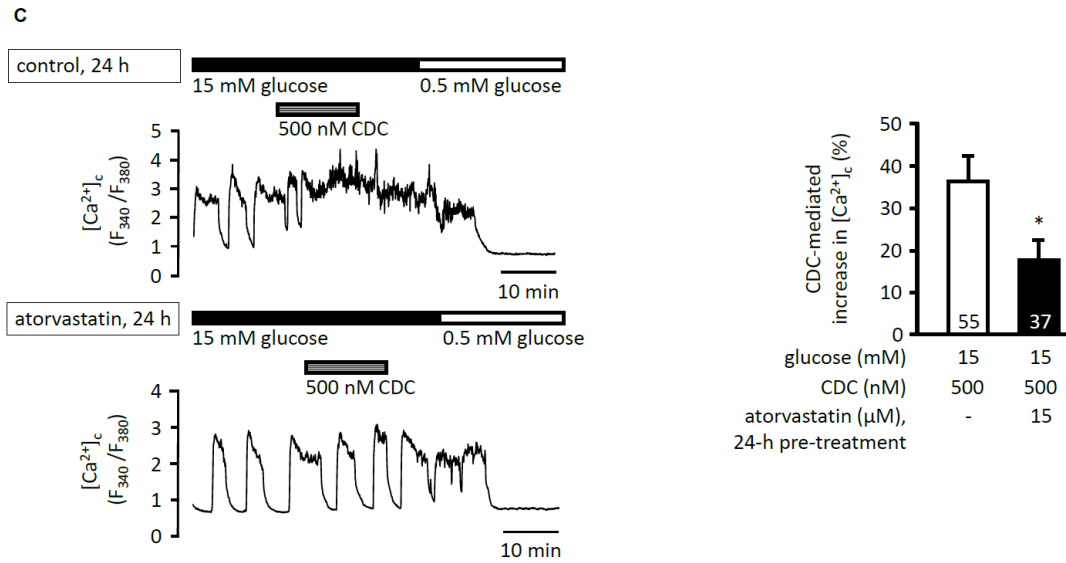 C
control, 24 h
15 mM glucose
0.5 mM glucose
500 nM CDC
[Ca²⁺]c
(F340 /F380)
5
4
3
2
1
0
10 min
atorvastatin, 24 h
15 mM glucose
0.5 mM glucose
500 nM CDC
[Ca²⁺]c
(F340 /F380)
4
3
2
1
0
10 min
CDC-mediated
increase in [Ca²⁺]c (%)
50
40
30
20
10
0
*
55 37
glucose (mM) 15 15
CDC (nM) 500 500
atorvastatin (µM), - 15
24-h pre-treatment